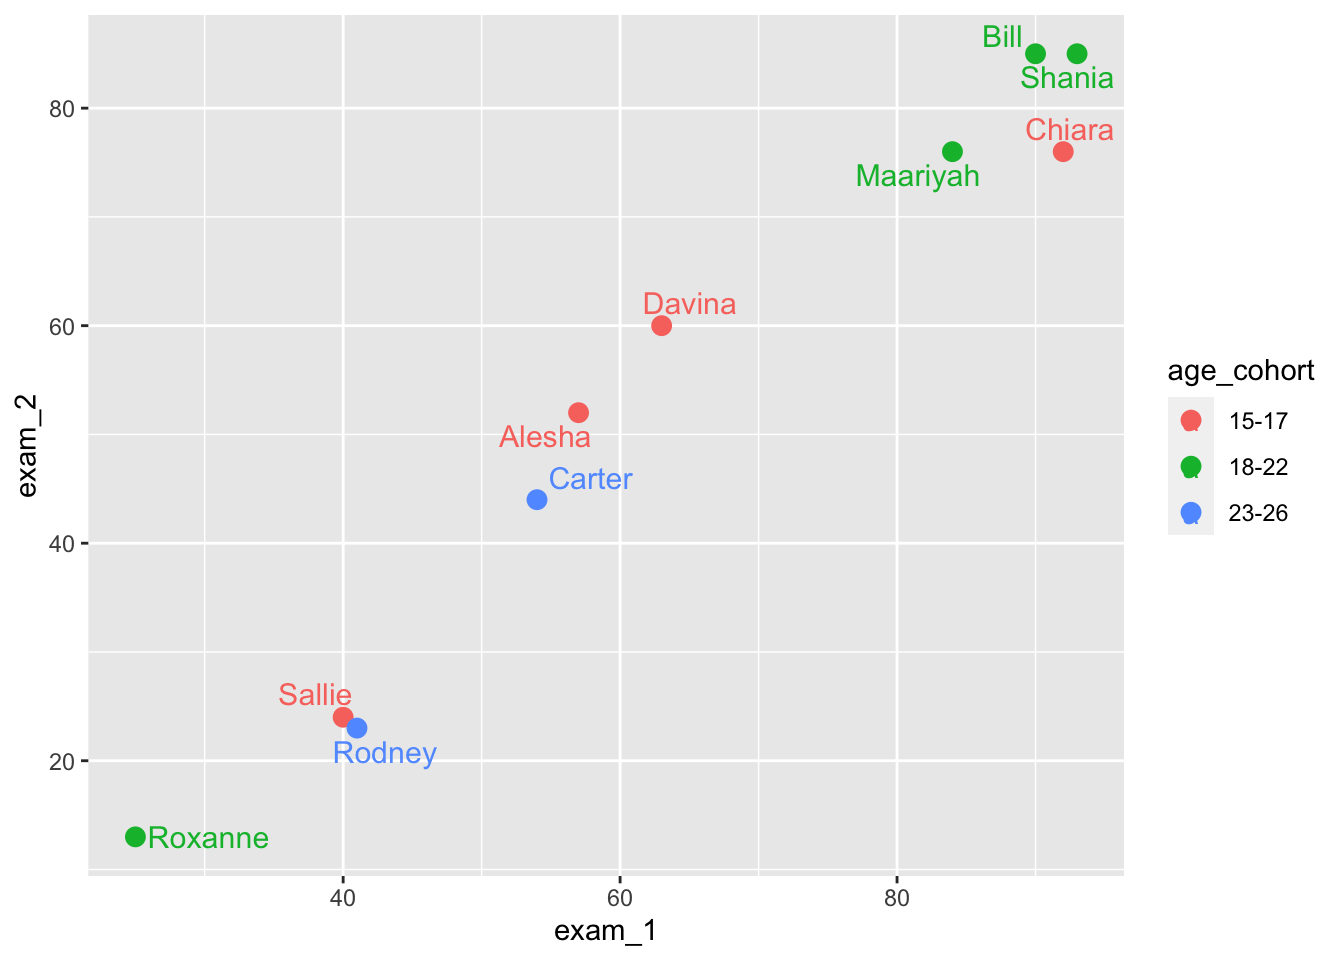 Bill
Shania
80
Chiara
Maariyah
Davina
60
age_cohort
exam_2
15-17
Alesha
18-22
Carter
23-26
40
Sallie
Rodney
20
Roxanne
40
60
80
exam_1